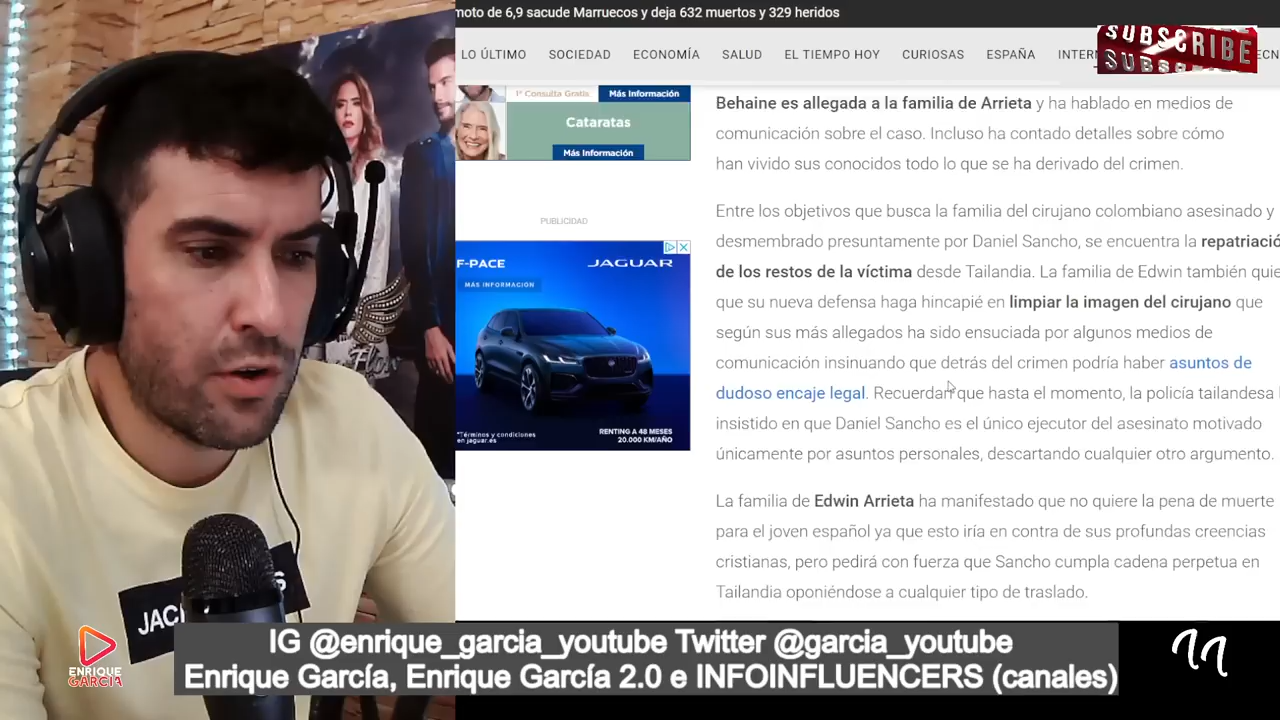 moto de 6,9 sacude Marruecos y deja 632 muertos y 329 heridos
LO ÚLTIMO SOCIEDAD ECONOMÍA SALUD EL TIEMPO HOY CURIOSAS ESPAÑA INTER
SUBSCRIBE
1ª Consulta Gratis Más Información
Cataratas
Más Información
PUBLICIDAD
F-PACE JAGUAR
MÁS INFORMACIÓN
*Términos y condiciones
en jaguar.es
RENTING A 48 MESES
20.000 KM/AÑO
Behaine es allegada a la familia de Arrieta y ha hablado en medios de
comunicación sobre el caso. Incluso ha contado detalles sobre cómo
han vivido sus conocidos todo lo que se ha derivado del crimen.
Entre los objetivos que busca la familia del cirujano colombiano asesinado y
desmembrado presuntamente por Daniel Sancho, se encuentra la repatriació
de los restos de la víctima desde Tailandia. La familia de Edwin también quie
que su nueva defensa haga hincapié en limpiar la imagen del cirujano que
según sus más allegados ha sido ensuciada por algunos medios de
comunicación insinuando que detrás del crimen podría haber asuntos de
dudoso encaje legal. Recuerdan que hasta el momento, la policía tailandesa
insistido en que Daniel Sancho es el único ejecutor del asesinato motivado
únicamente por asuntos personales, descartando cualquier otro argumento.
La familia de Edwin Arrieta ha manifestado que no quiere la pena de muerte
para el joven español ya que esto iría en contra de sus profundas creencias
cristianas, pero pedirá con fuerza que Sancho cumpla cadena perpetua en
Tailandia oponiéndose a cualquier tipo de traslado.
JAC
ENRIQUE
GARCÍA
IG @enrique_garcia_youtube Twitter @garcia_youtube
Enrique García, Enrique García 2.0 e INFOINFLUENCERS (canales)